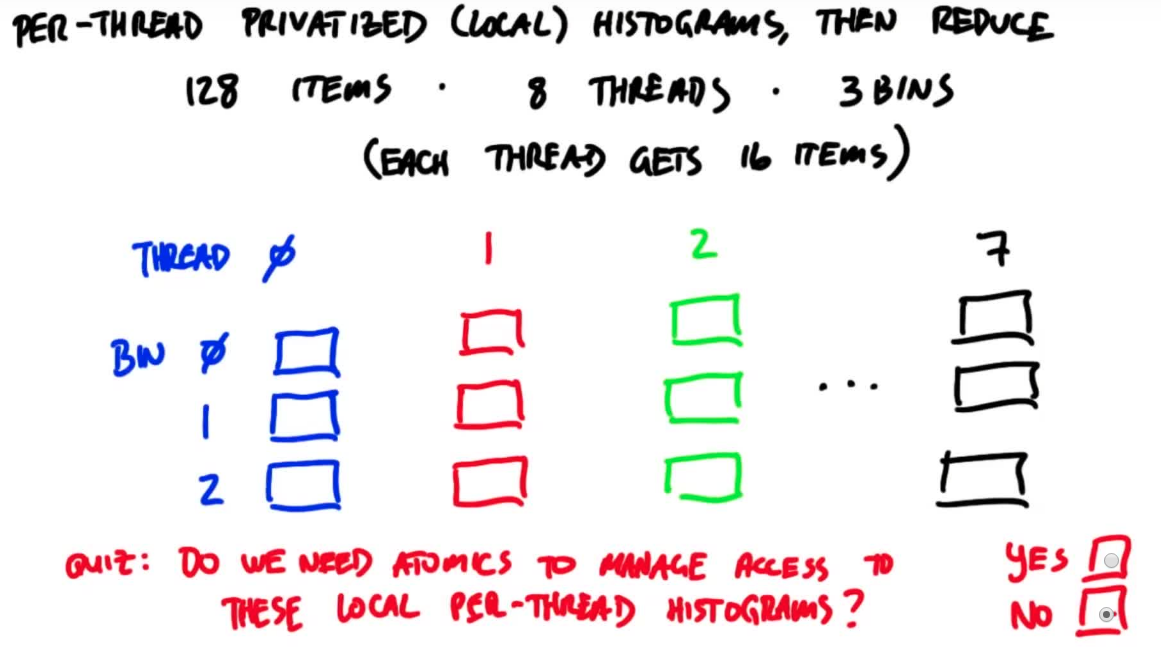 PER-THREAD PRIVATIZED (LOCAL) HISTOGRAMS, THEN REDUCE
128 ITEMS · 8 THREADS · 3 BINS
(EACH THREAD GETS 16 ITEMS)
THREAD Ø 1 2 7
BIN Ø
1 ...
2
QUIZ: DO WE NEED ATOMICS TO MANAGE ACCESS TO YES
THESE LOCAL PER-THREAD HISTOGRAMS? NO